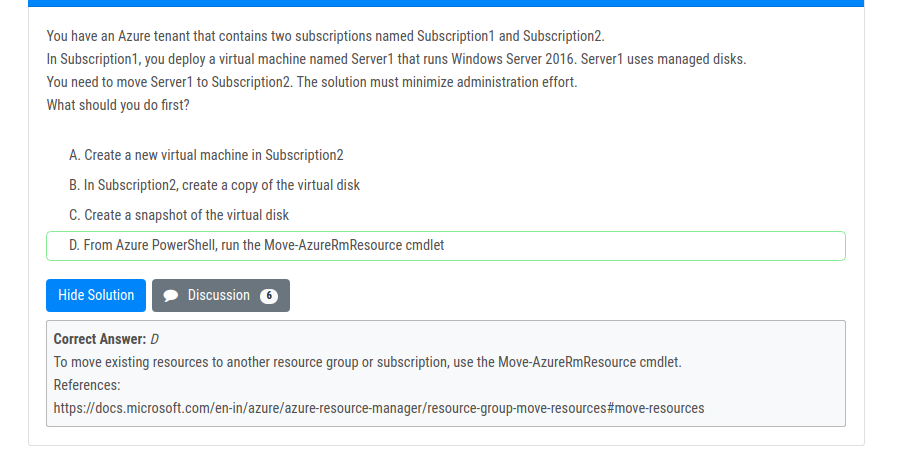 You have an Azure tenant that contains two subscriptions named Subscription1 and Subscription2.
In Subscription1, you deploy a virtual machine named Server1 that runs Windows Server 2016. Server1 uses managed disks.
You need to move Server1 to Subscription2. The solution must minimize administration effort.
What should you do first?
A. Create a new virtual machine in Subscription2
B. In Subscription2, create a copy of the virtual disk
C. Create a snapshot of the virtual disk
D. From Azure PowerShell, run the Move-AzureRmResource cmdlet
Hide Solution Discussion 6
Correct Answer: D
To move existing resources to another resource group or subscription, use the Move-AzureRmResource cmdlet.
References:
https://docs.microsoft.com/en-in/azure/azure-resource-manager/resource-group-move-resources#move-resources